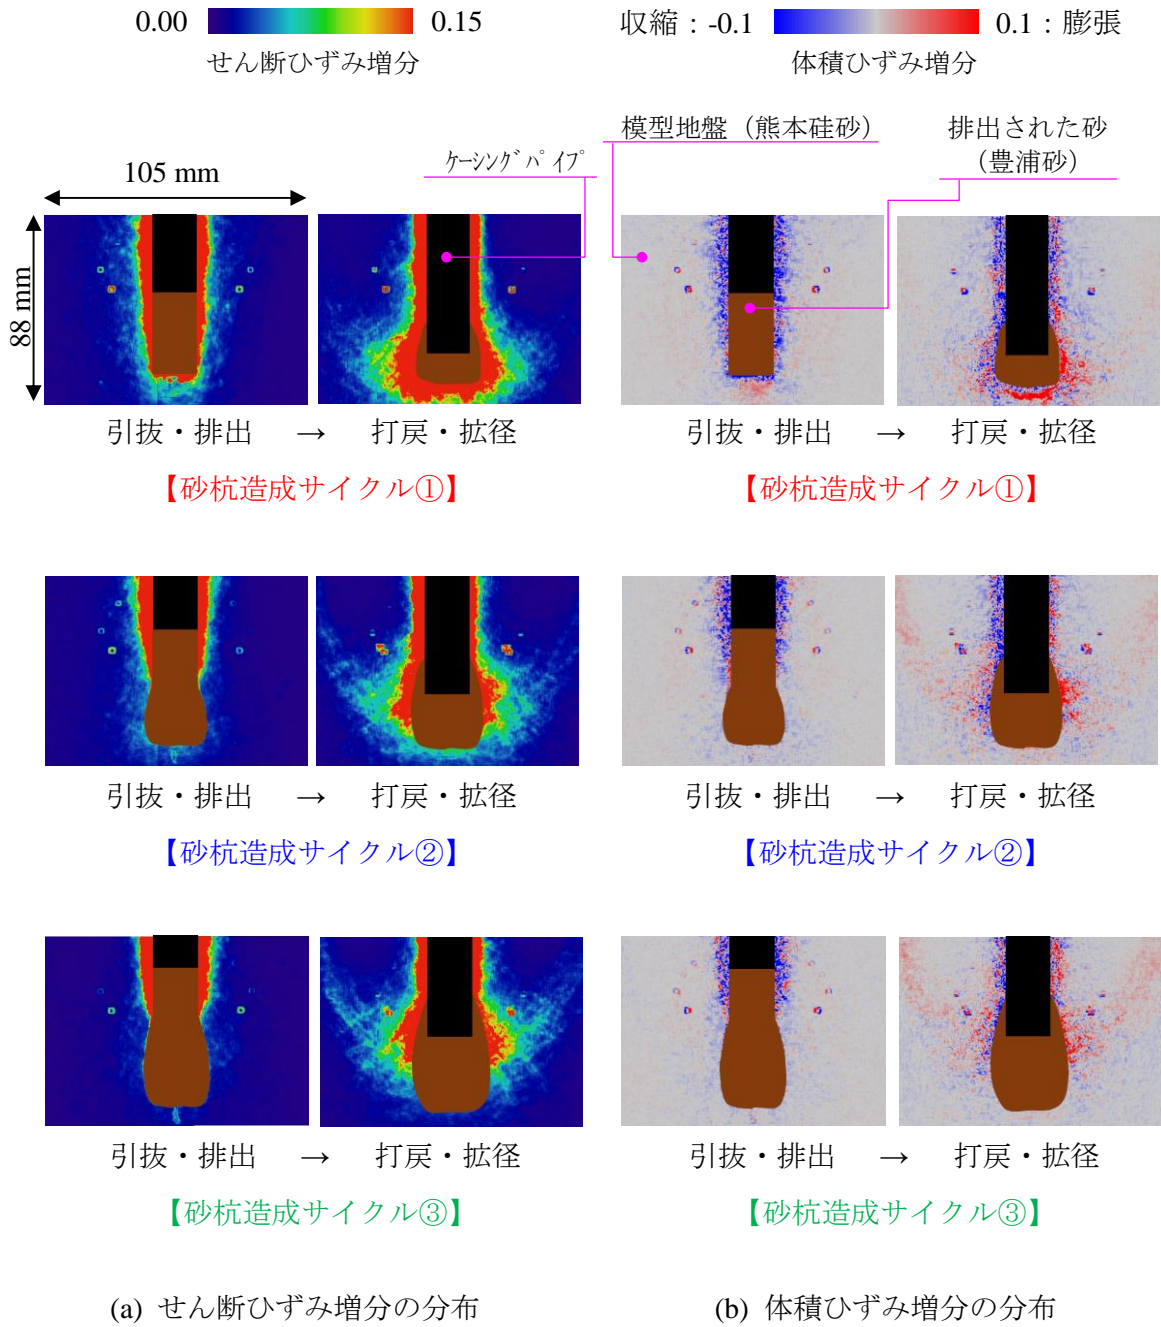 0.00 0.15
せん断ひずみ増分
収縮：-0.1 0.1：膨張
体積ひずみ増分
105 mm
88 mm
ｹｰｼﾝｸﾞﾊﾟｲﾌﾟ
模型地盤（熊本硅砂）
排出された砂
（豊浦砂）
引抜・排出 → 打戻・拡径
【砂杭造成サイクル①】
引抜・排出 → 打戻・拡径
【砂杭造成サイクル①】
引抜・排出 → 打戻・拡径
【砂杭造成サイクル②】
引抜・排出 → 打戻・拡径
【砂杭造成サイクル②】
引抜・排出 → 打戻・拡径
【砂杭造成サイクル③】
引抜・排出 → 打戻・拡径
【砂杭造成サイクル③】
(a) せん断ひずみ増分の分布
(b) 体積ひずみ増分の分布